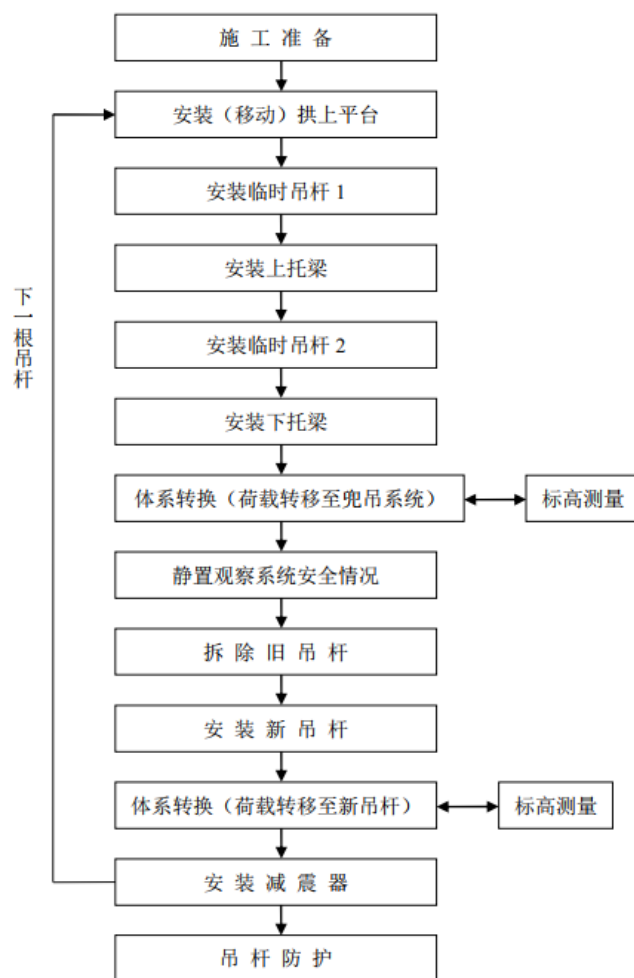 施 工 准 备
安装（移动）拱上平台
安装临时吊杆 1
安装上托梁
安装临时吊杆 2
下一根吊杆
安装下托梁
体系转换（荷载转移至兜吊系统）
标高测量
静置观察系统安全情况
拆 除 旧 吊 杆
安 装 新 吊 杆
体系转换（荷载转移至新吊杆）
标高测量
安 装 减 震 器
吊 杆 防 护